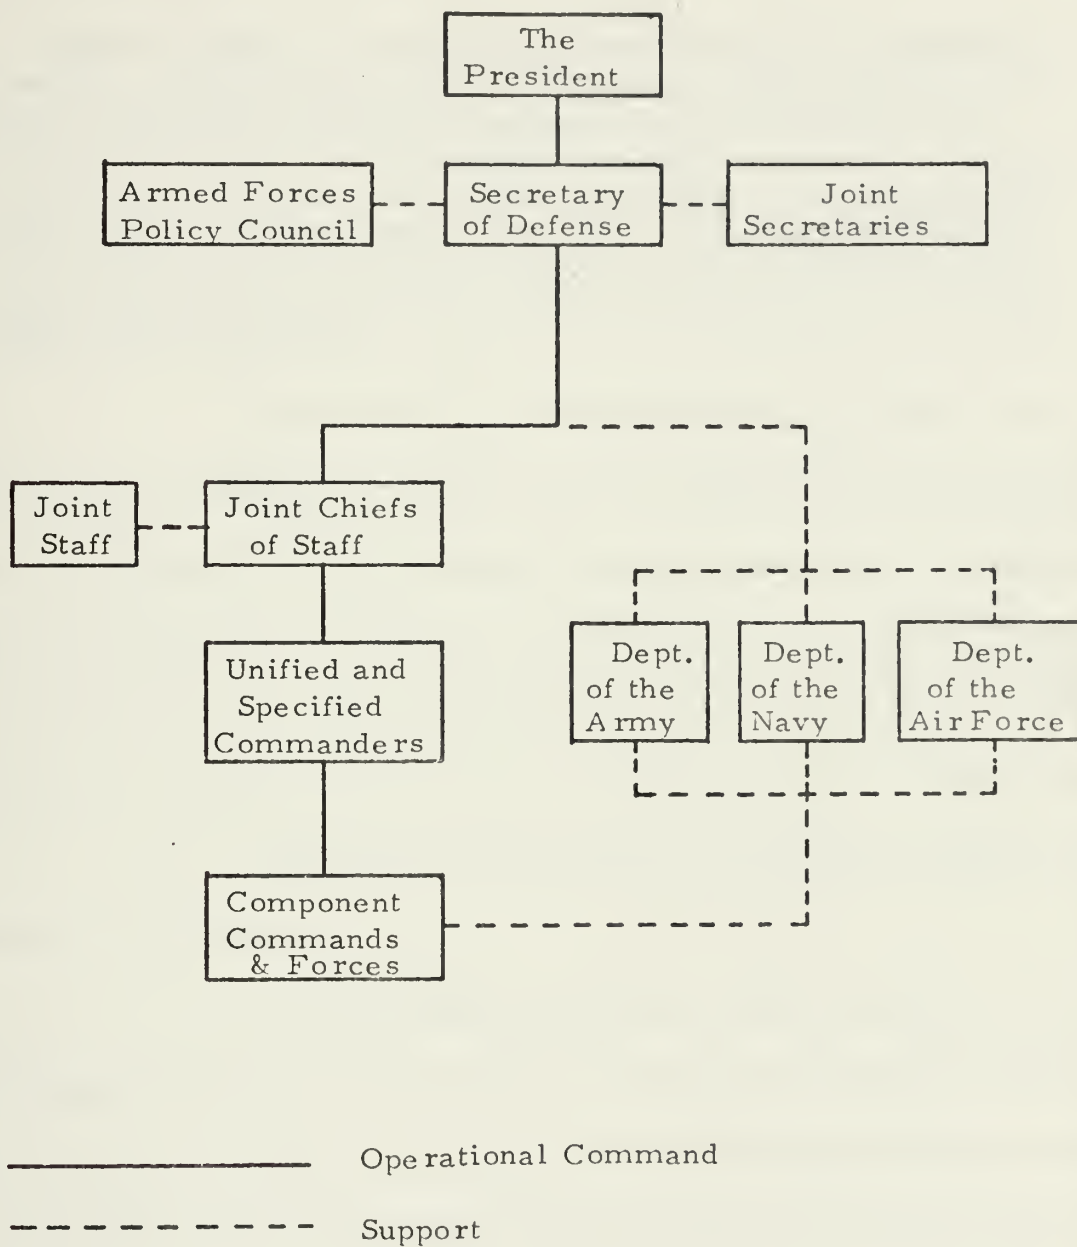 The
President
Armed Forces
Policy Council
Secretary
of Defense
Joint
Secretaries
Joint
Staff
Joint Chiefs
of Staff
Unified and
Specified
Commanders
Dept.
of the
Army
Dept.
of the
Navy
Dept.
of the
Air Force
Component
Commands
& Forces
Operational Command
Support